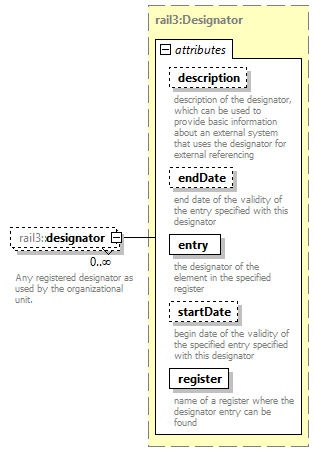 rail3:Designator
attributes
description
description of the designator,
which can be used to
provide basic information
about an external system
that uses the designator for
external referencing
endDate
end date of the validity of
the entry specified with this
designator
rail3::designator
0..∞
Any registered designator as
used by the organizational
unit.
entry
the designator of the
element in the specified
register
startDate
begin date of the validity of
the specified entry specified
with this designator
register
name of a register where the
designator entry can be
found